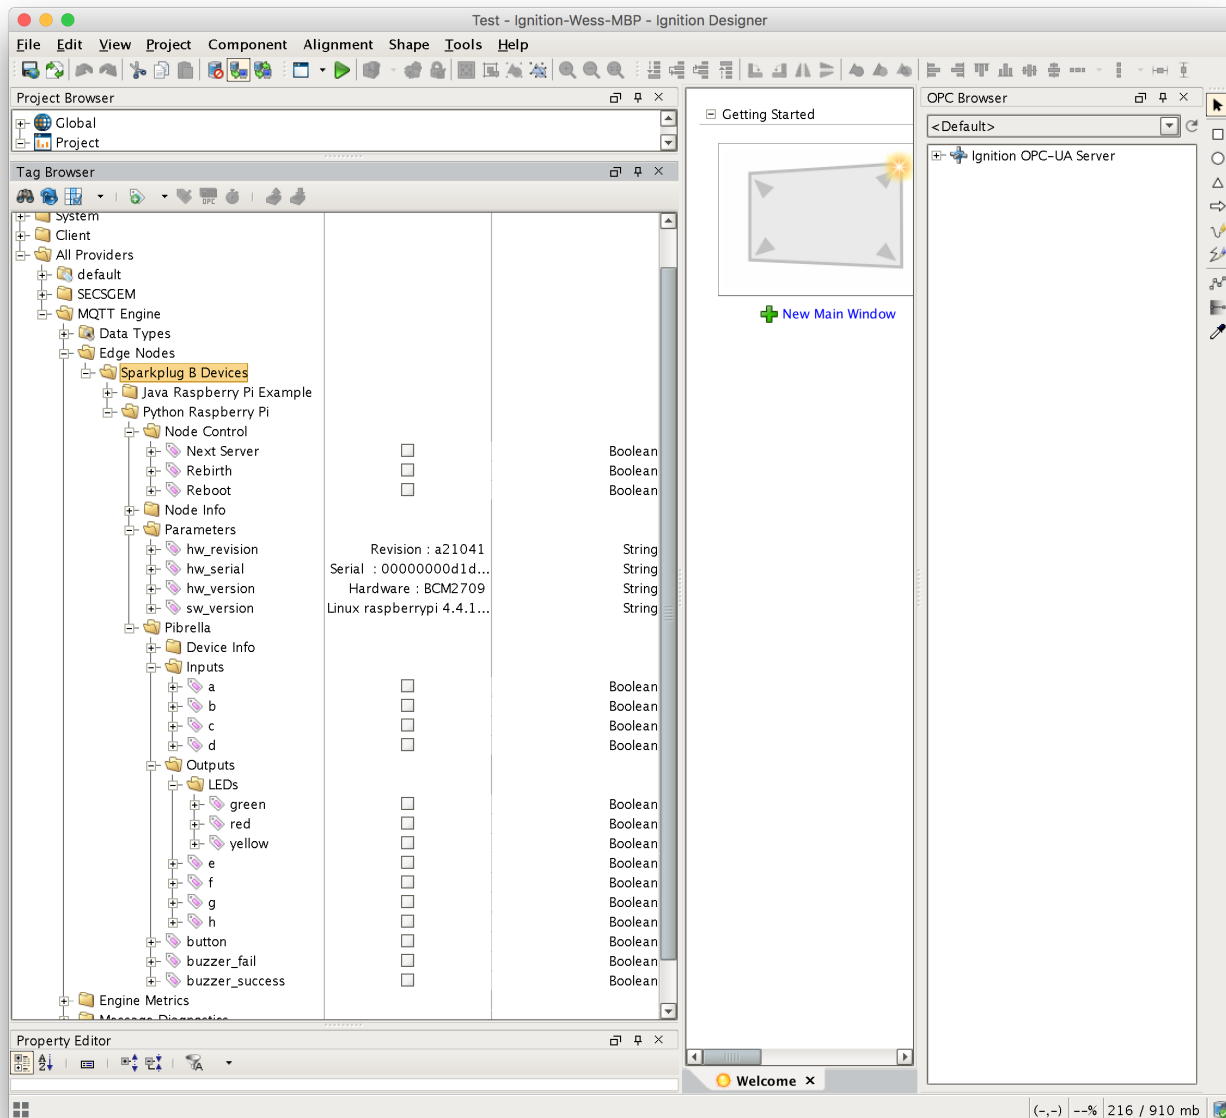 Test - Ignition-Wess-MBP - Ignition Designer
File Edit View Project Component Alignment Shape Tools Help
Project Browser
Global
Project
Tag Browser
OPC
System
Client
All Providers
default
SECSGEM
MQTT Engine
Data Types
Edge Nodes
Sparkplug B Devices
Java Raspberry Pi Example
Python Raspberry Pi
Node Control
Next Server Boolean
Rebirth Boolean
Reboot Boolean
Node Info
Parameters
hw_revision Revision : a21041 String
hw_serial Serial : 00000000d1d... String
hw_version Hardware : BCM2709 String
sw_version Linux raspberrypi 4.4.1... String
Pibrella
Device Info
Inputs
a Boolean
b Boolean
c Boolean
d Boolean
Outputs
LEDs
green Boolean
red Boolean
yellow Boolean
e Boolean
f Boolean
g Boolean
h Boolean
button Boolean
buzzer_fail Boolean
buzzer_success Boolean
Engine Metrics
Message Diagnostics
Property Editor
Getting Started
New Main Window
Welcome
OPC Browser
<Default>
Ignition OPC-UA Server
(-,-) --% 216 / 910 mb